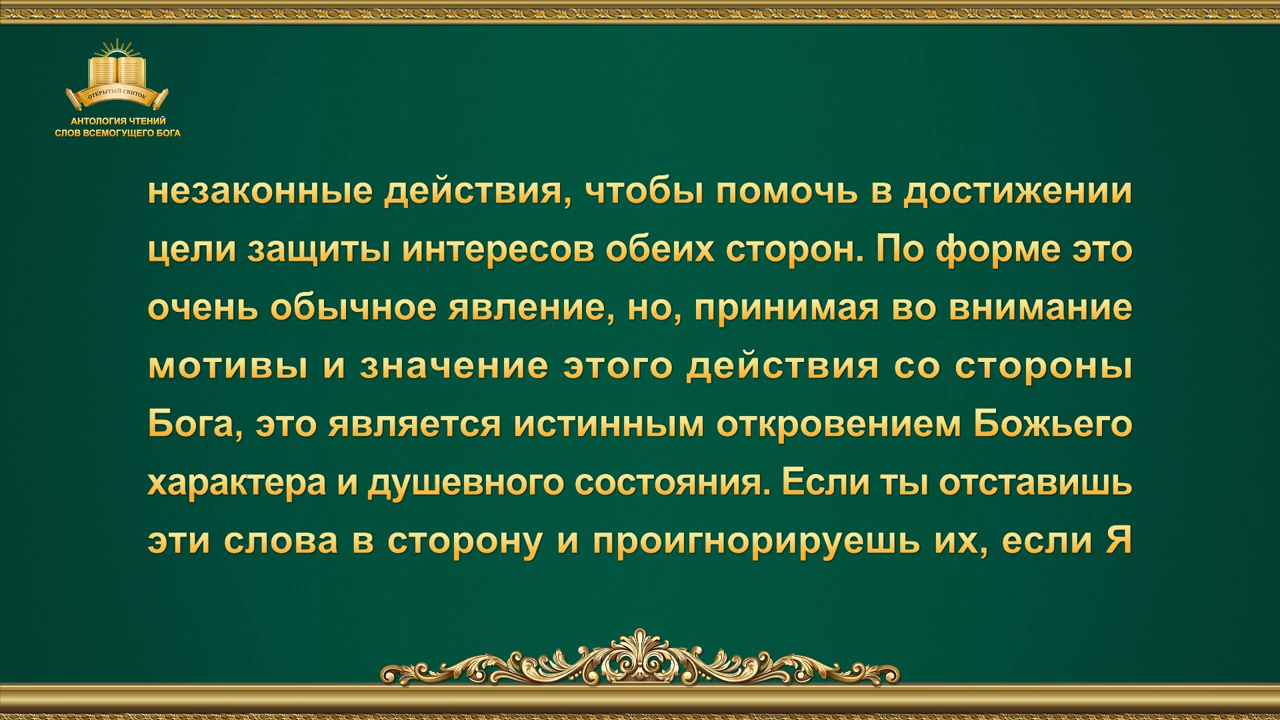 ОТКРЫТЫЙ СВИТОК
АНТОЛОГИЯ ЧТЕНИЙ
СЛОВ ВСЕМОГУЩЕГО БОГА
незаконные действия, чтобы помочь в достижении
цели защиты интересов обеих сторон. По форме это
очень обычное явление, но, принимая во внимание
мотивы и значение этого действия со стороны
Бога, это является истинным откровением Божьего
характера и душевного состояния. Если ты отставишь
эти слова в сторону и проигнорируешь их, если Я